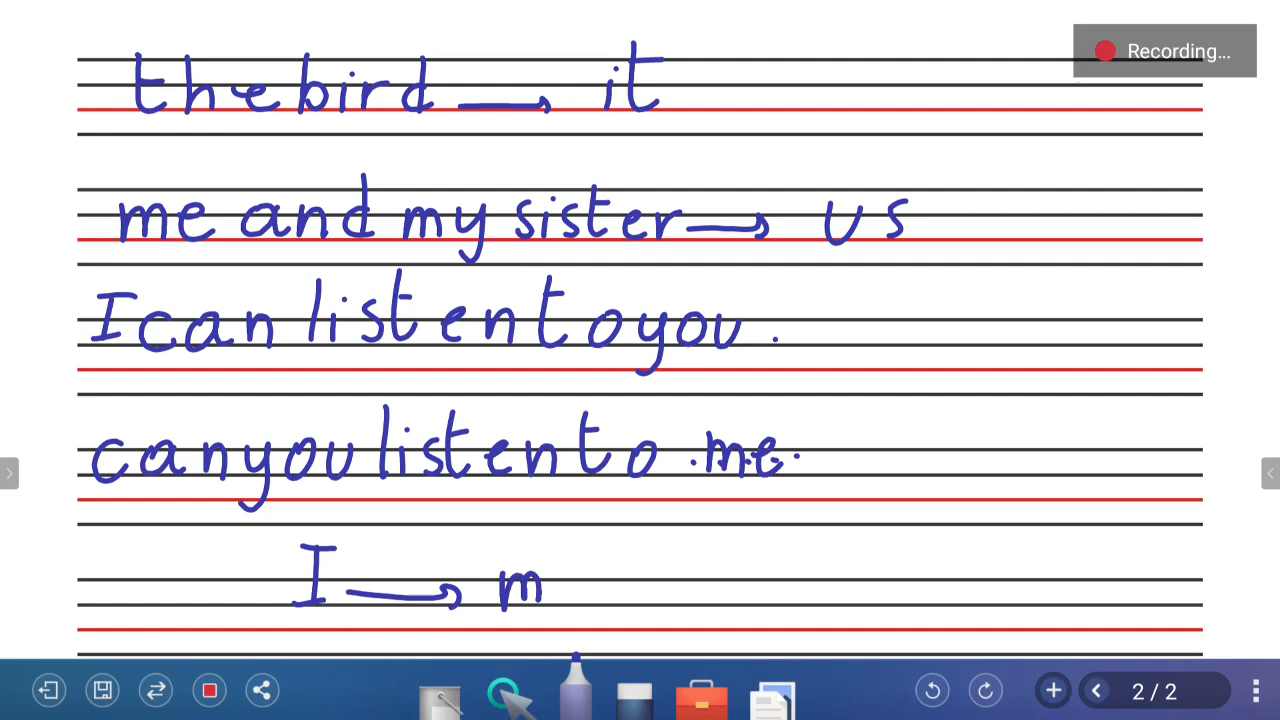 Recording...
the bird → it
me and my sister → us
I can listen to you.
can you listen to .me.
I → m
2 / 2